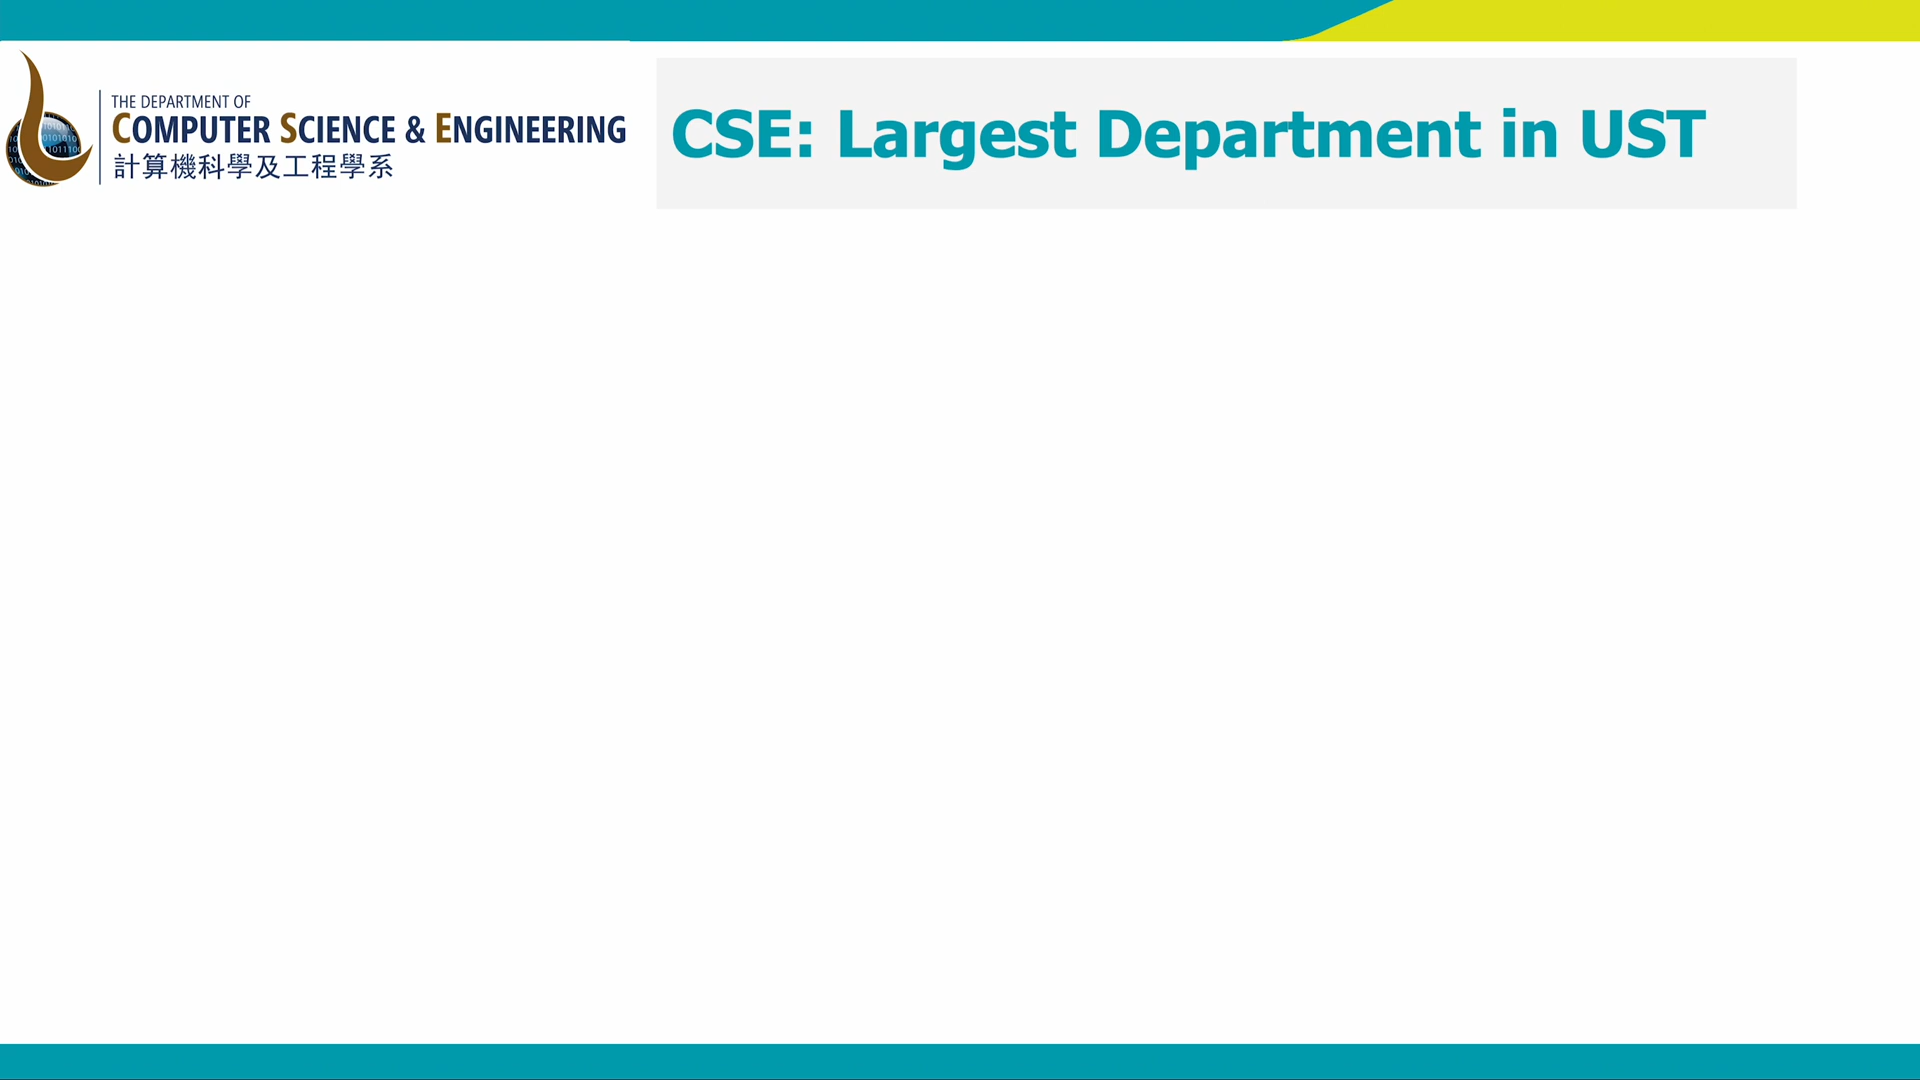 THE DEPARTMENT OF
COMPUTER SCIENCE & ENGINEERING
計算機科學及工程學系
CSE: Largest Department in UST